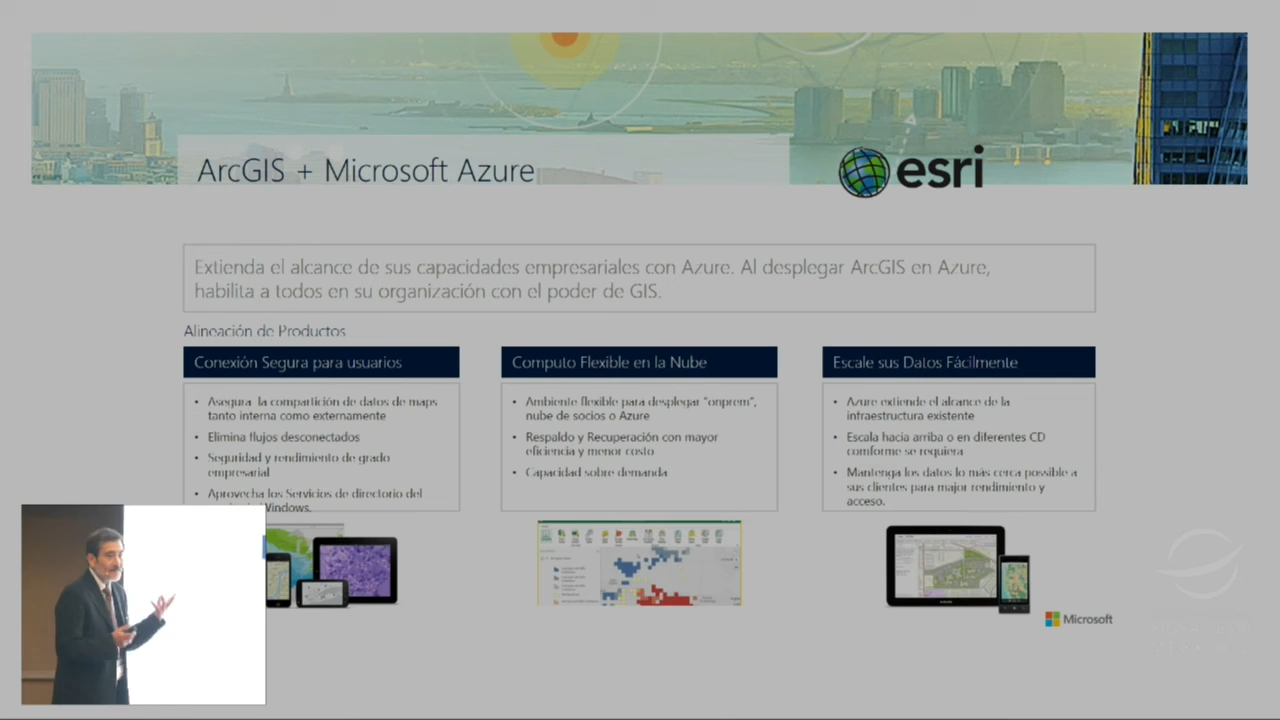 ArcGIS + Microsoft Azure
esri
Extienda el alcance de sus capacidades empresariales con Azure. Al desplegar ArcGIS en Azure,
habilita a todos en su organización con el poder de GIS.
Alineación de Productos
Conexión Segura para usuarios
• Asegura la compartición de datos de maps
tanto interna como externamente
• Elimina flujos desconectados
• Seguridad y rendimiento de grado
empresarial
• Aprovecha los Servicios de directorio del
Windows.
Computo Flexible en la Nube
• Ambiente flexible para desplegar "onprem",
nube de socios o Azure
• Respaldo y Recuperación con mayor
eficiencia y menor costo
• Capacidad sobre demanda
Escale sus Datos Fácilmente
• Azure extiende el alcance de la
infraestructura existente
• Escala hacia arriba o en diferentes CD
comforme se requiera
• Mantenga los datos lo más cerca possible a
sus clientes para major rendimiento y
acceso.
Microsoft